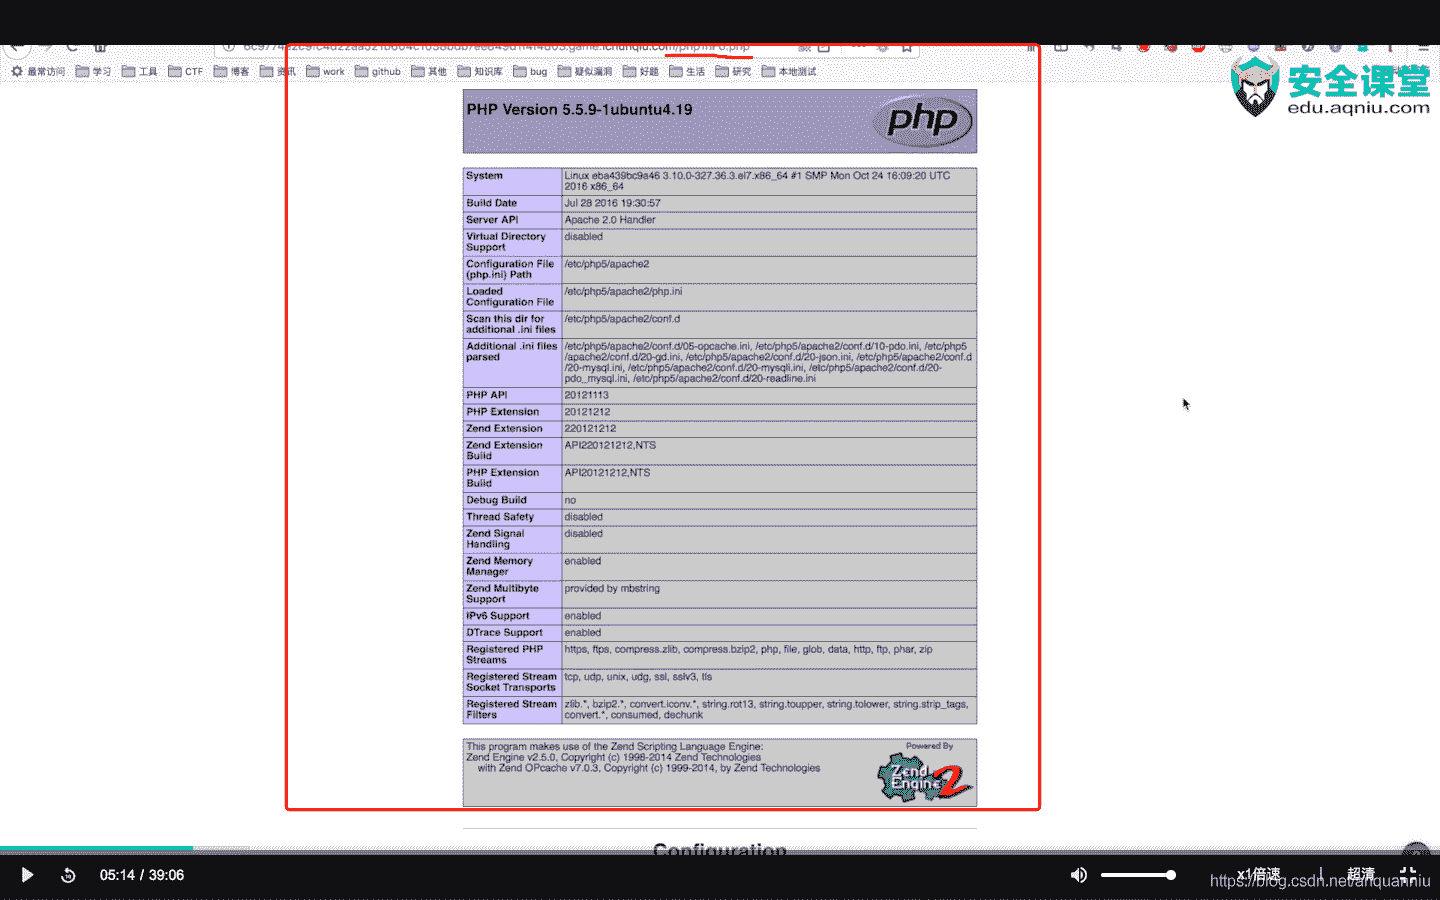 最常访问 学习 工具 CTF 博客 资讯 work github 其他 知识库 bug 疑似漏洞 好题 生活 研究 本地测试
安全课堂
edu.aqniu.com
PHP Version 5.5.9-1ubuntu4.19
php
System Linux eba439bc9a46 3.10.0-327.36.3.el7.x86_64 #1 SMP Mon Oct 24 16:09:20 UTC
2016 x86_64
Build Date Jul 28 2016 19:30:57
Server API Apache 2.0 Handler
Virtual Directory disabled
Support
Configuration File /etc/php5/apache2
(php.ini) Path
Loaded /etc/php5/apache2/php.ini
Configuration File
Scan this dir for /etc/php5/apache2/conf.d
additional .ini files
Additional .ini files /etc/php5/apache2/conf.d/05-opcache.ini, /etc/php5/apache2/conf.d/10-pdo.ini, /etc/php5
parsed /apache2/conf.d/20-gd.ini, /etc/php5/apache2/conf.d/20-json.ini, /etc/php5/apache2/conf.d
/20-mysql.ini, /etc/php5/apache2/conf.d/20-mysqli.ini, /etc/php5/apache2/conf.d/20-
pdo_mysql.ini, /etc/php5/apache2/conf.d/20-readline.ini
PHP API 20121113
PHP Extension 20121212
Zend Extension 220121212
Zend Extension API220121212,NTS
Build
PHP Extension API20121212,NTS
Build
Debug Build no
Thread Safety disabled
Zend Signal disabled
Handling
Zend Memory enabled
Manager
Zend Multibyte provided by mbstring
Support
IPv6 Support enabled
DTrace Support enabled
Registered PHP https, ftps, compress.zlib, compress.bzip2, php, file, glob, data, http, ftp, phar, zip
Streams
Registered Stream tcp, udp, unix, udg, ssl, sslv3, tls
Socket Transports
Registered Stream zlib.*, bzip2.*, convert.iconv.*, string.rot13, string.toupper, string.tolower, string.strip_tags,
Filters convert.*, consumed, dechunk
This program makes use of the Zend Scripting Language Engine:
Zend Engine v2.5.0, Copyright (c) 1998-2014 Zend Technologies
with Zend OPcache v7.0.3, Copyright (c) 1999-2014, by Zend Technologies
Powered By
Zend
Engine 2
Configuration
05:14 / 39:06
x1倍速 超清
https://blog.csdn.net/anquanniu